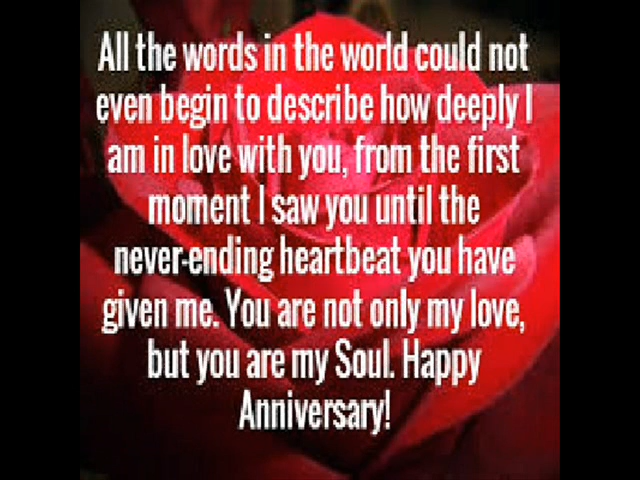 All the words in the world could not
even begin to describe how deeply I
am in love with you, from the first
moment I saw you until the
never-ending heartbeat you have
given me. You are not only my love,
but you are my Soul. Happy
Anniversary!